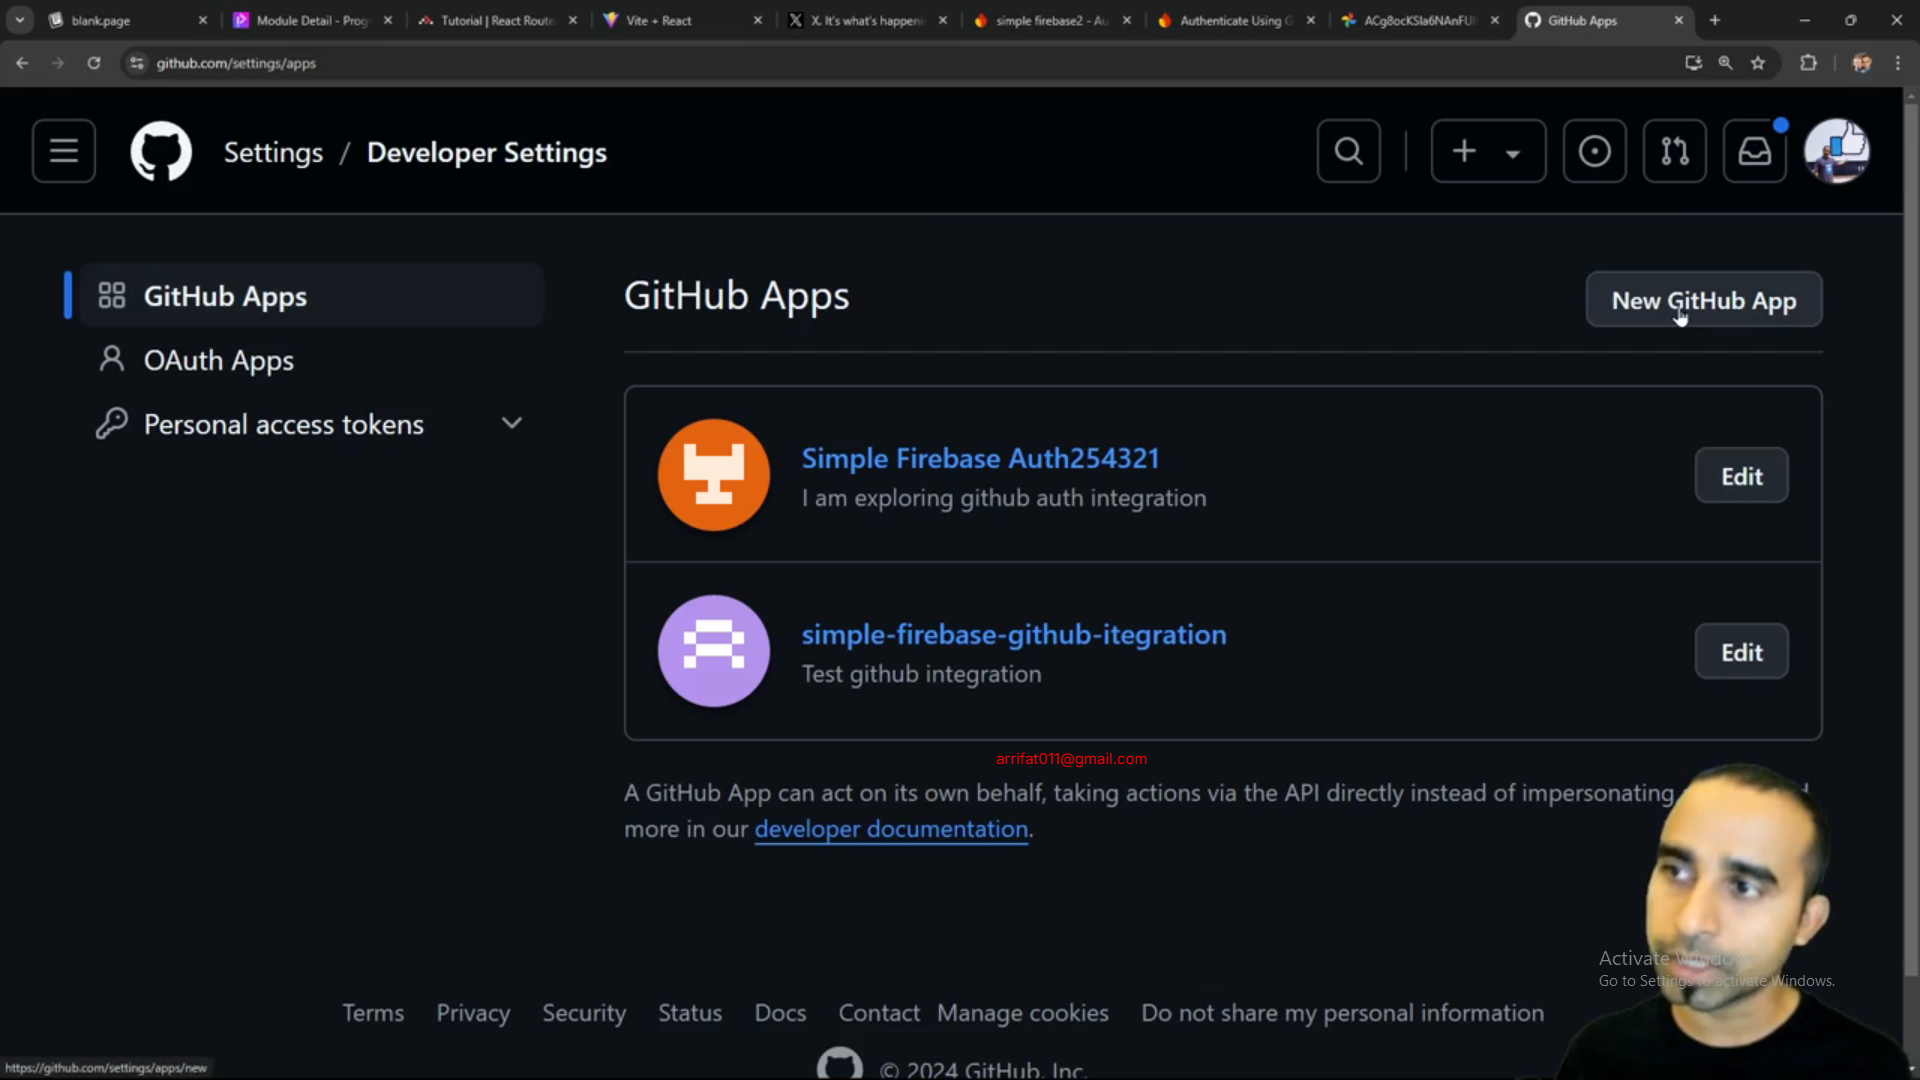 blank.page
Module Detail - Prog
Tutorial | React Route
Vite + React
X. It's what's happeni
simple firebase2 - Au
Authenticate Using G
ACg8ocKSla6NAnFUI
GitHub Apps
github.com/settings/apps
Settings / Developer Settings
GitHub Apps
OAuth Apps
Personal access tokens
GitHub Apps
New GitHub App
Simple Firebase Auth254321
I am exploring github auth integration
Edit
simple-firebase-github-itegration
Test github integration
Edit
arrifat011@gmail.com
A GitHub App can act on its own behalf, taking actions via the API directly instead of impersonating
more in our developer documentation.
Activate Windows
Go to Settings to activate Windows.
Terms Privacy Security Status Docs Contact Manage cookies Do not share my personal information
© 2024 GitHub, Inc.
https://github.com/settings/apps/new